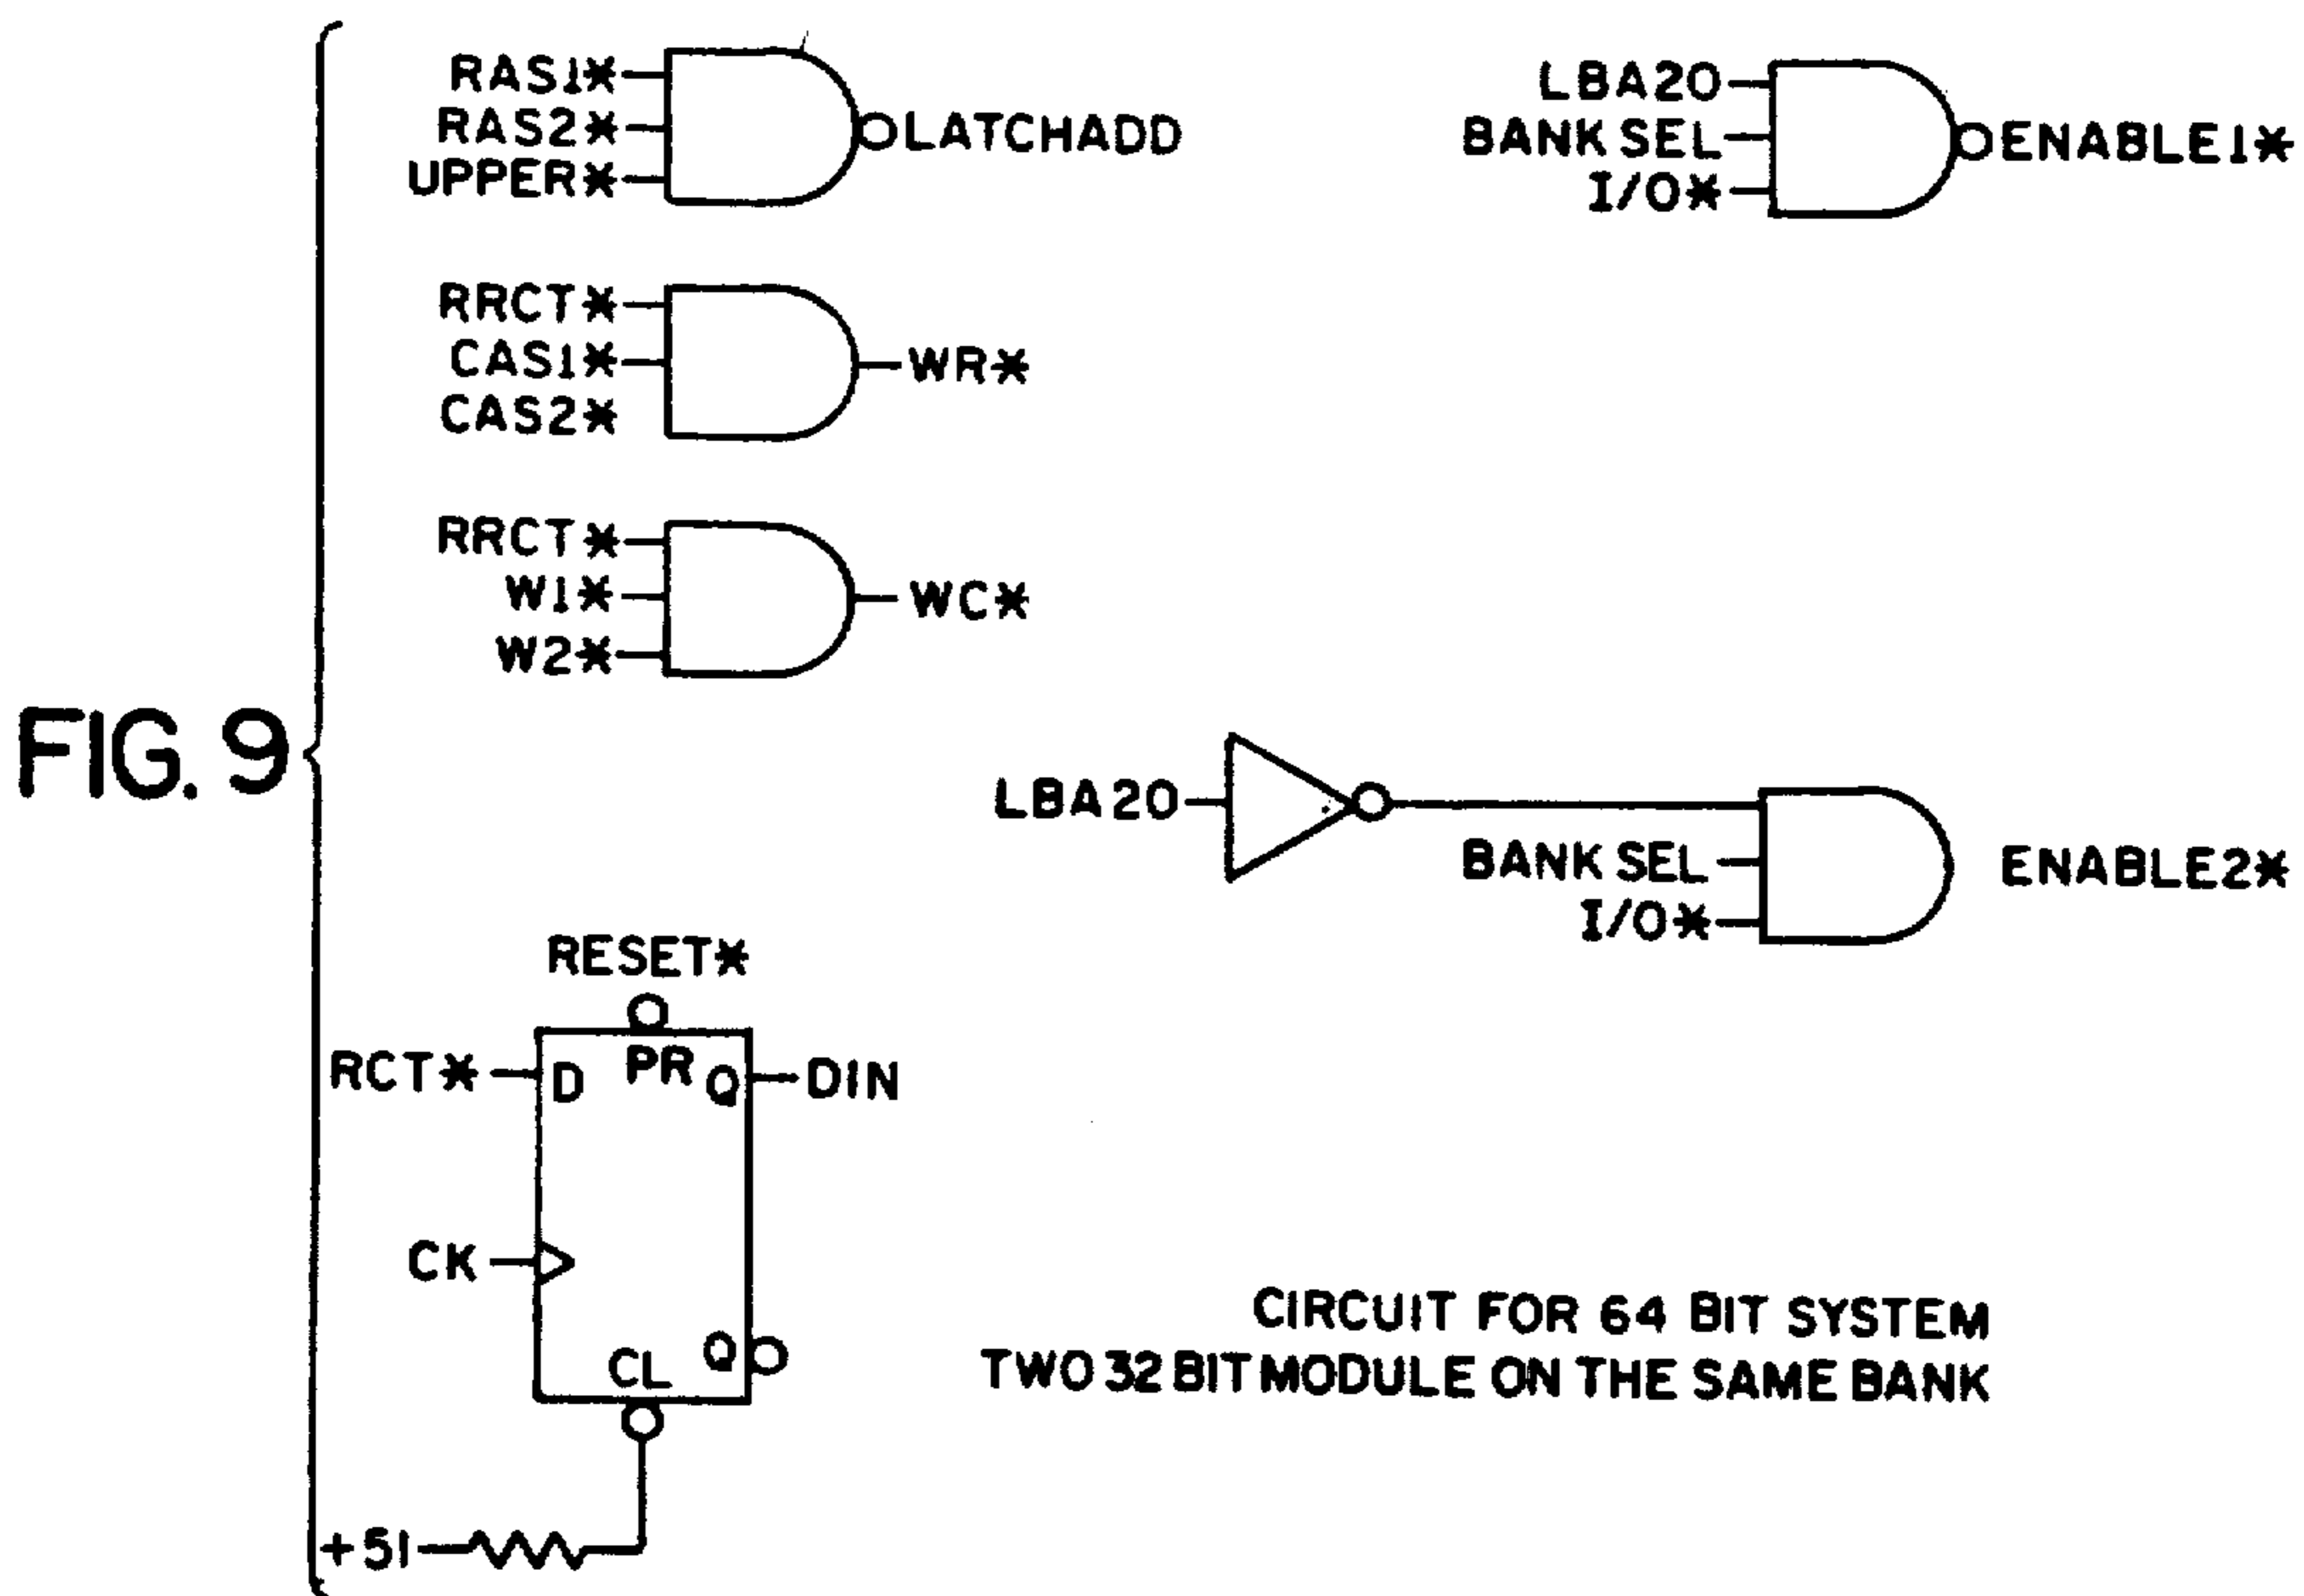 FIG. 9
RAS1*
RAS2*
UPPER*
LATCHADD
LBA20
BANK SEL
I/O*
ENABLE1*
RRCT*
CAS1*
CAS2*
WR*
RRCT*
W1*
W2*
WC*
LBA20
BANK SEL
I/O*
ENABLE2*
RESET*
RCT*
D
PR
Q
DIN
CK
CL
Q
+51
CIRCUIT FOR 64 BIT SYSTEM
TWO 32 BIT MODULE ON THE SAME BANK